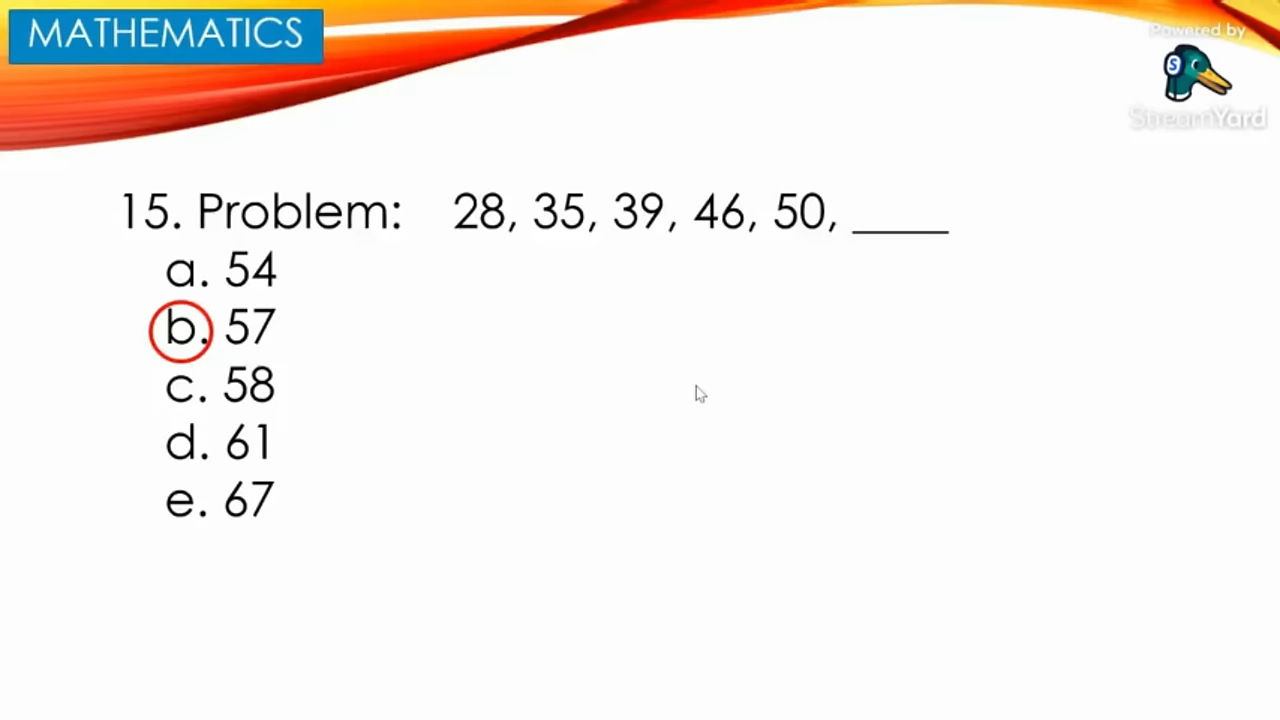 MATHEMATICS
Powered by
S
StreamYard
15. Problem: 28, 35, 39, 46, 50, ____
a. 54
b. 57
c. 58
d. 61
e. 67